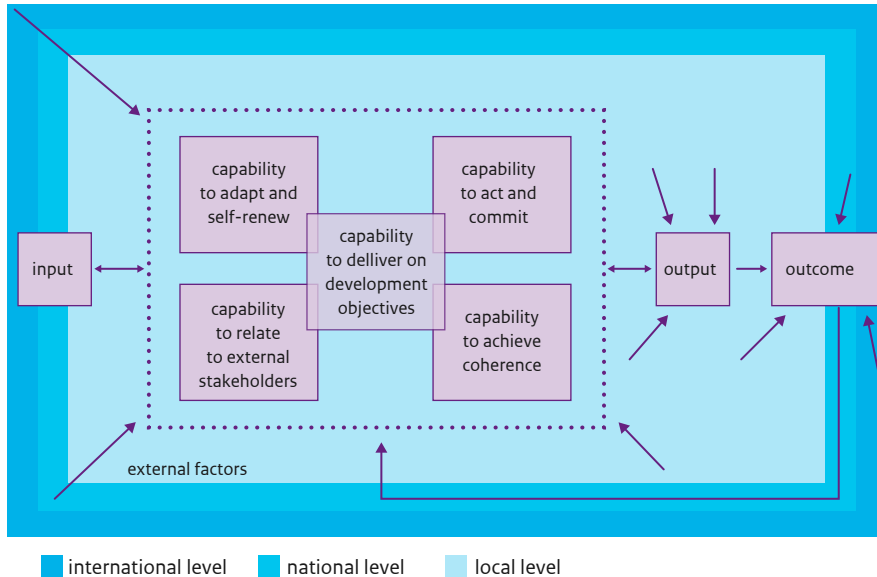 capability
to adapt and
self-renew
capability
to act and
commit
capability
to delliver on
development
objectives
input
output
outcome
capability
to relate
to external
stakeholders
capability
to achieve
coherence
external factors
international level
national level
local level